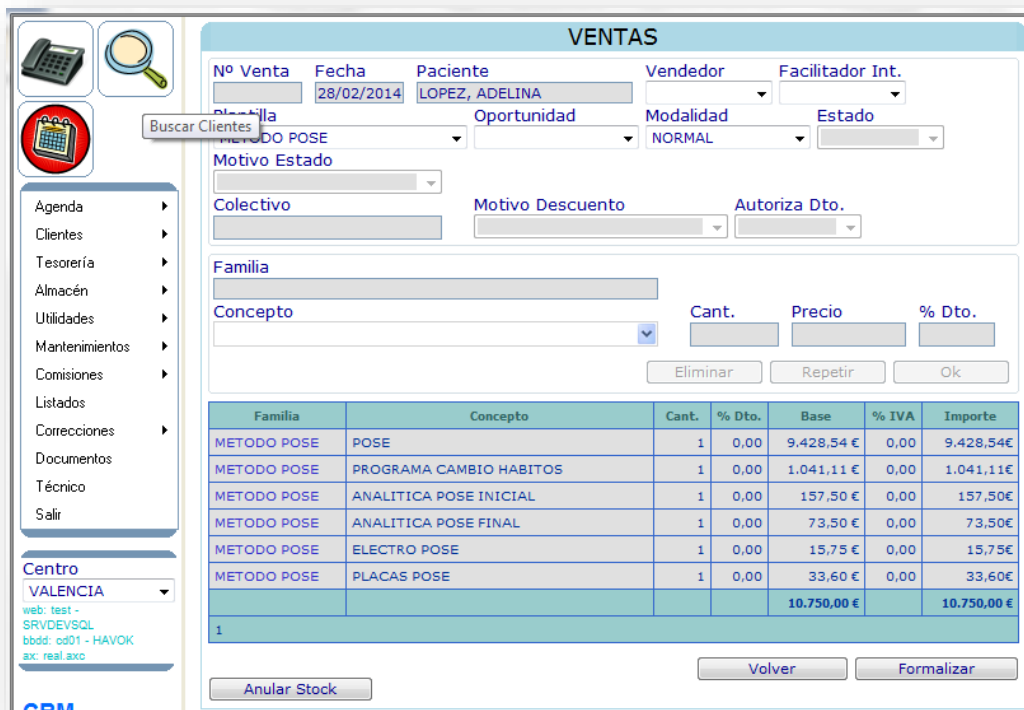 VENTAS
Nº Venta Fecha Paciente Vendedor Facilitador Int.
28/02/2014 LOPEZ, ADELINA
Buscar Clientes
Oportunidad Modalidad Estado
METODO POSE NORMAL
Motivo Estado
Colectivo Motivo Descuento Autoriza Dto.
Familia
Concepto Cant. Precio % Dto.
Eliminar Repetir Ok
Agenda
Clientes
Tesorería
Almacén
Utilidades
Mantenimientos
Comisiones
Listados
Correcciones
Documentos
Técnico
Salir
Familia Concepto Cant. % Dto. Base % IVA Importe
METODO POSE POSE 1 0,00 9.428,54 € 0,00 9.428,54€
METODO POSE PROGRAMA CAMBIO HABITOS 1 0,00 1.041,11 € 0,00 1.041,11€
METODO POSE ANALITICA POSE INICIAL 1 0,00 157,50 € 0,00 157,50€
METODO POSE ANALITICA POSE FINAL 1 0,00 73,50 € 0,00 73,50€
METODO POSE ELECTRO POSE 1 0,00 15,75 € 0,00 15,75€
METODO POSE PLACAS POSE 1 0,00 33,60 € 0,00 33,60€
10.750,00 € 10.750,00 €
1
Centro
VALENCIA
web: test -
SRVDEVSQL
bbdd: cd01 - HAVOK
ax: real.axc
Volver Formalizar
Anular Stock
CRM